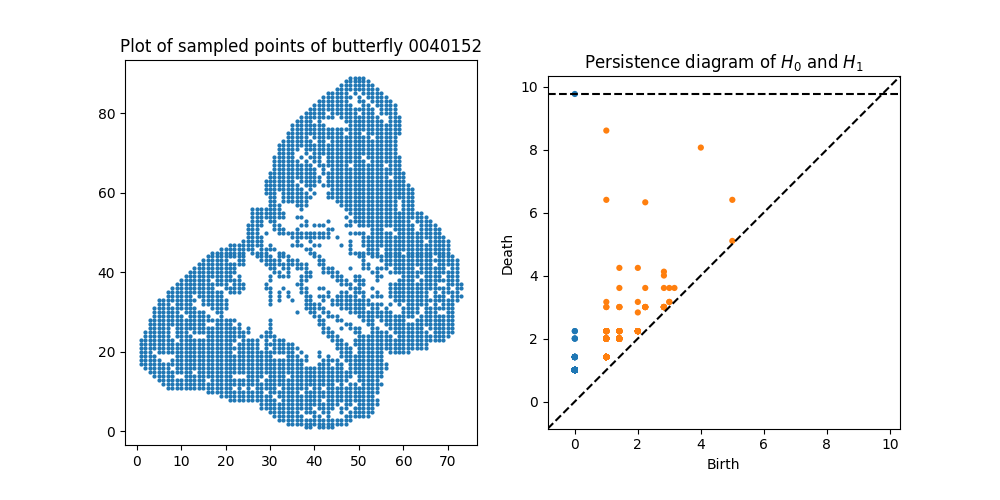 Plot of sampled points of butterfly 0040152
80
60
40
20
0
0 10 20 30 40 50 60 70
Persistence diagram of H₀ and H₁
Death
10
8
6
4
2
0
0 2 4 6 8 10
Birth